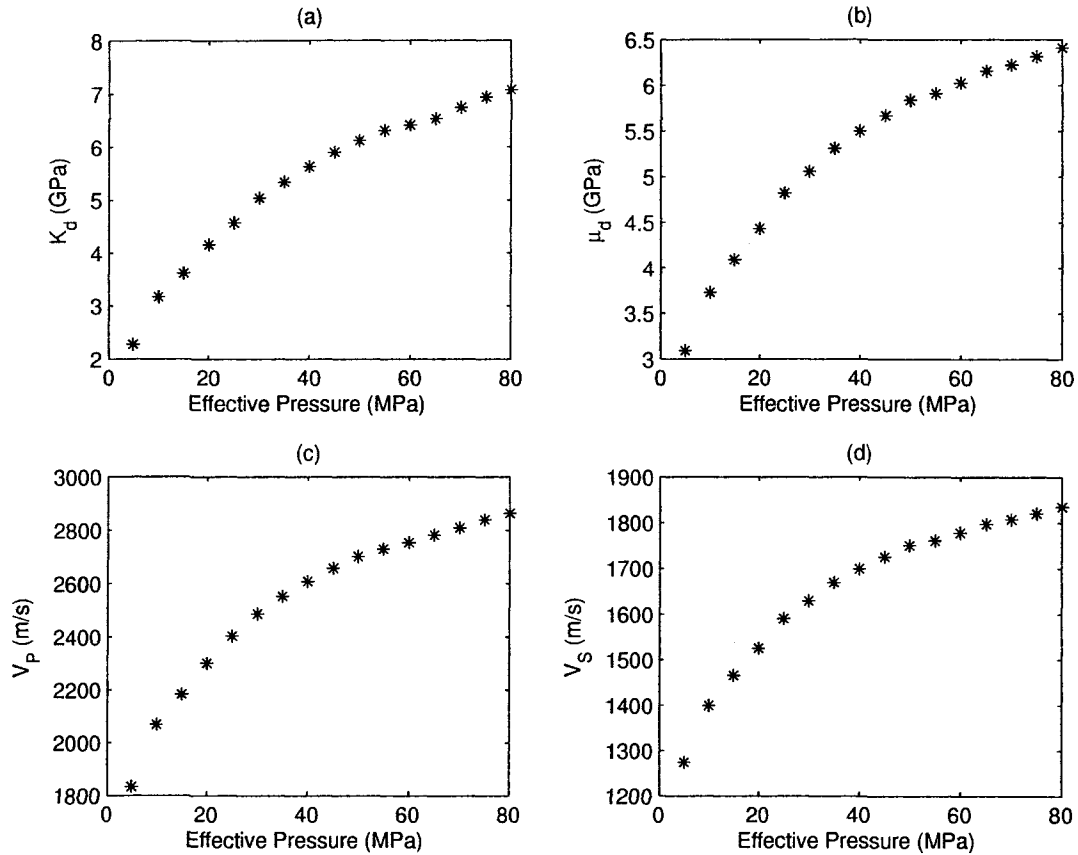 (a)
8
7
6
5
4
3
2
K_d (GPa)
0 20 40 60 80
Effective Pressure (MPa)
(b)
6.5
6
5.5
5
4.5
4
3.5
3
μ_d (GPa)
0 20 40 60 80
Effective Pressure (MPa)
(c)
3000
2800
2600
2400
2200
2000
1800
V_P (m/s)
0 20 40 60 80
Effective Pressure (MPa)
(d)
1900
1800
1700
1600
1500
1400
1300
1200
V_S (m/s)
0 20 40 60 80
Effective Pressure (MPa)